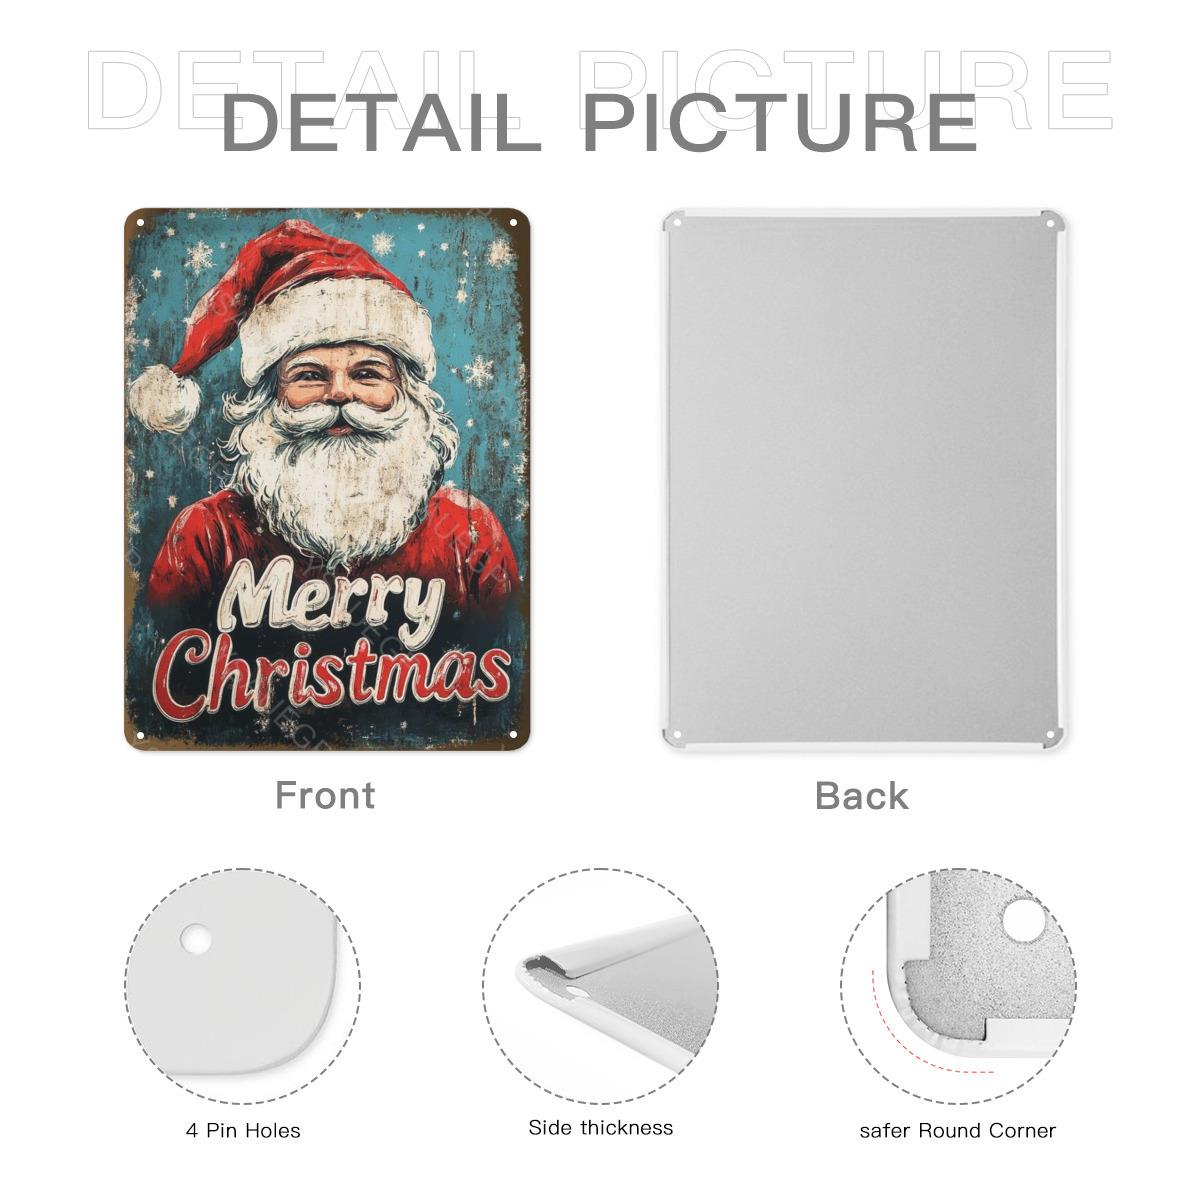 DETAIL PICTURE
DETAIL PICTURE
Merry
Christmas
Front
Back
4 Pin Holes
Side thickness
safer Round Corner